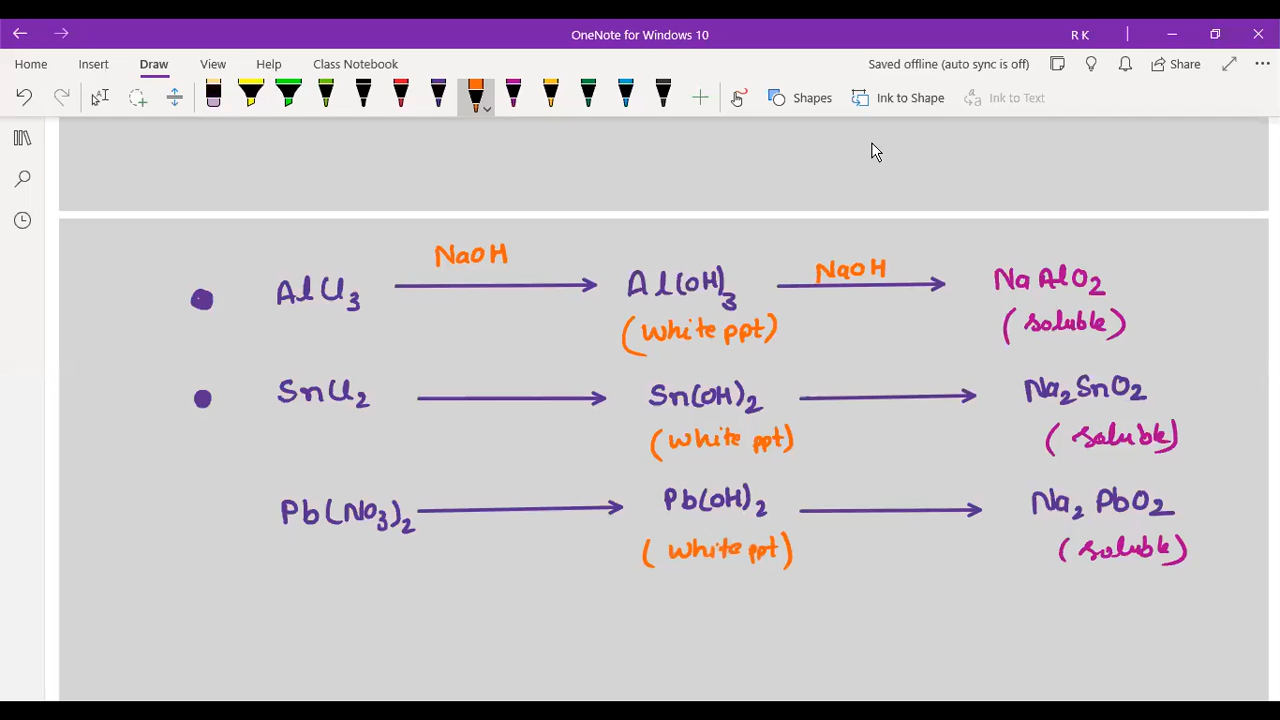 OneNote for Windows 10
R K
Home Insert Draw View Help Class Notebook
Saved offline (auto sync is off) Share
Shapes Ink to Shape Ink to Text
NaOH NaOH
AlCl3 Al(OH)3 NaAlO2
(white ppt) (soluble)
SnCl2 Sn(OH)2 Na2SnO2
(white ppt) (soluble)
Pb(NO3)2 Pb(OH)2 Na2PbO2
(white ppt) (soluble)